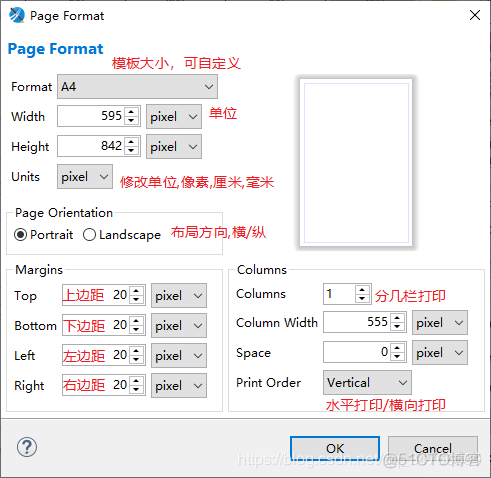 Page Format
Page Format
模板大小，可自定义
Format A4
Width 595 pixel 单位
Height 842 pixel
Units pixel 修改单位,像素,厘米,毫米
Page Orientation
Portrait Landscape 布局方向,横/纵
Margins
Top 上边距 20 pixel
Bottom 下边距 20 pixel
Left 左边距 20 pixel
Right 右边距 20 pixel
Columns
Columns 1 分几栏打印
Column Width 555 pixel
Space 0 pixel
Print Order Vertical
水平打印/横向打印
? OK Cancel
https://blog.csdn.net @51CTO博客